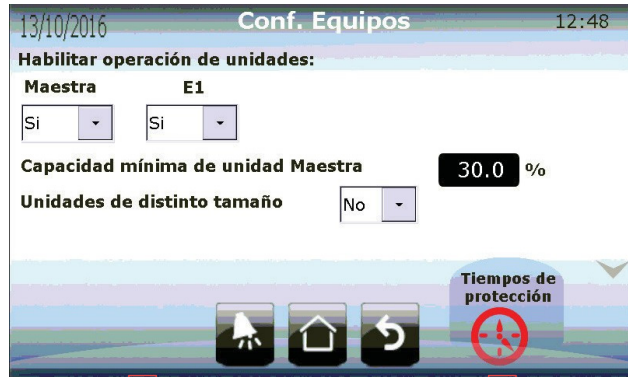 13/10/2016 Conf. Equipos 12:48
Habilitar operación de unidades:
Maestra E1
Si Si
Capacidad mínima de unidad Maestra 30.0 %
Unidades de distinto tamaño No
Tiempos de
protección